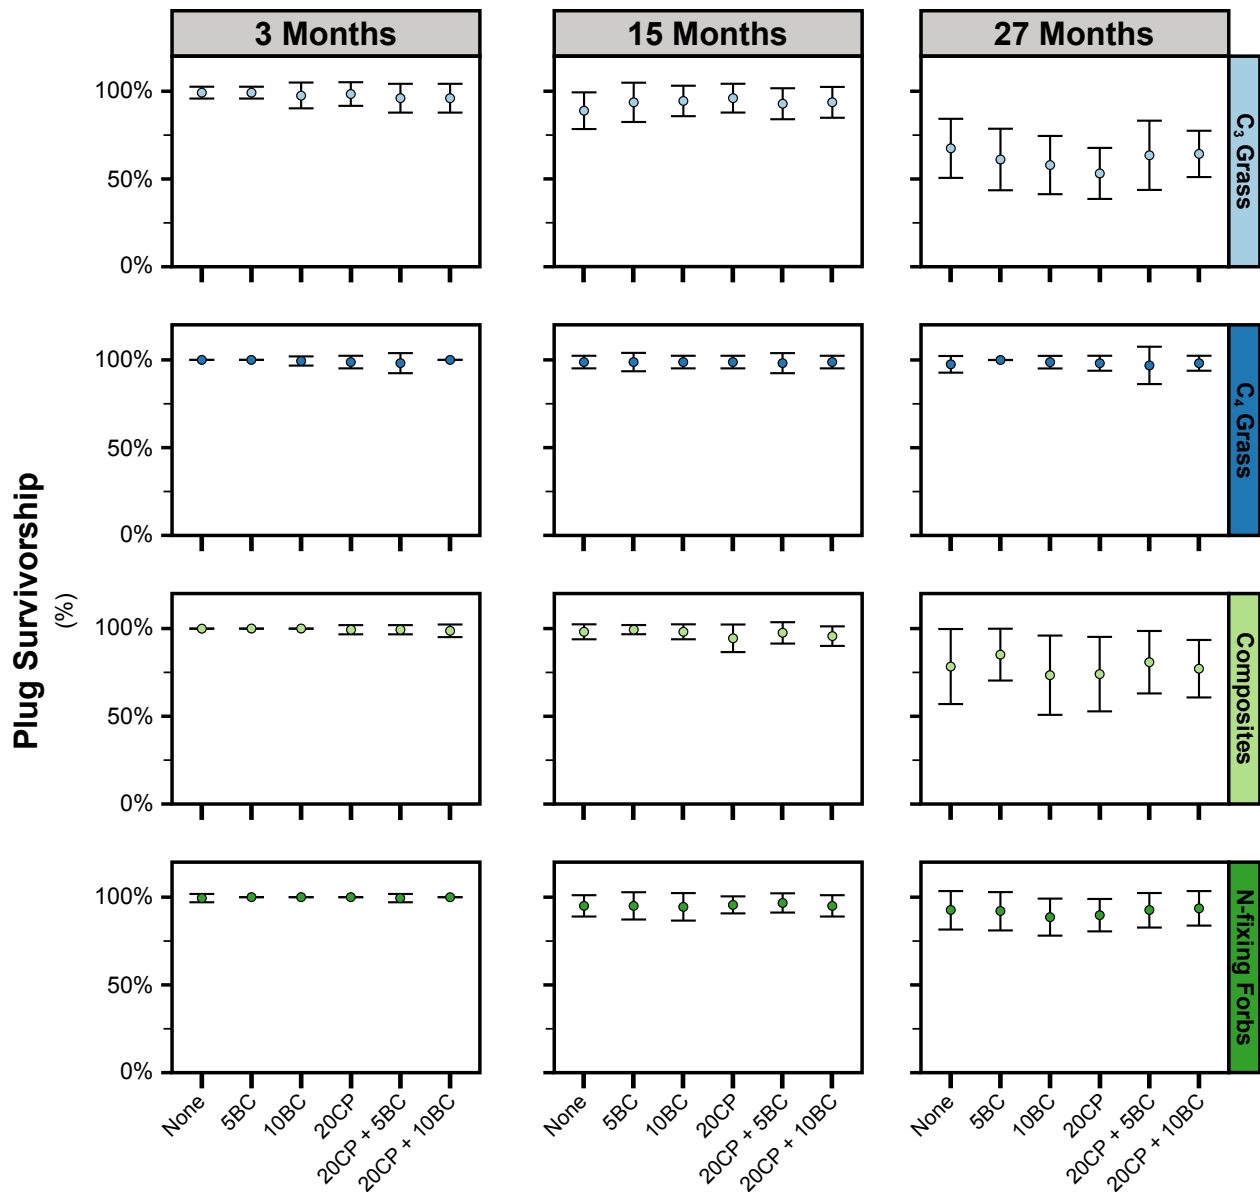 3 Months
15 Months
27 Months
Plug Survivorship
(%)
100%
50%
0%
C₃ Grass
100%
50%
0%
C₄ Grass
100%
50%
0%
Composites
100%
50%
0%
N-fixing Forbs
None
5BC
10BC
20CP
20CP + 5BC
20CP + 10BC
None
5BC
10BC
20CP
20CP + 5BC
20CP + 10BC
None
5BC
10BC
20CP
20CP + 5BC
20CP + 10BC